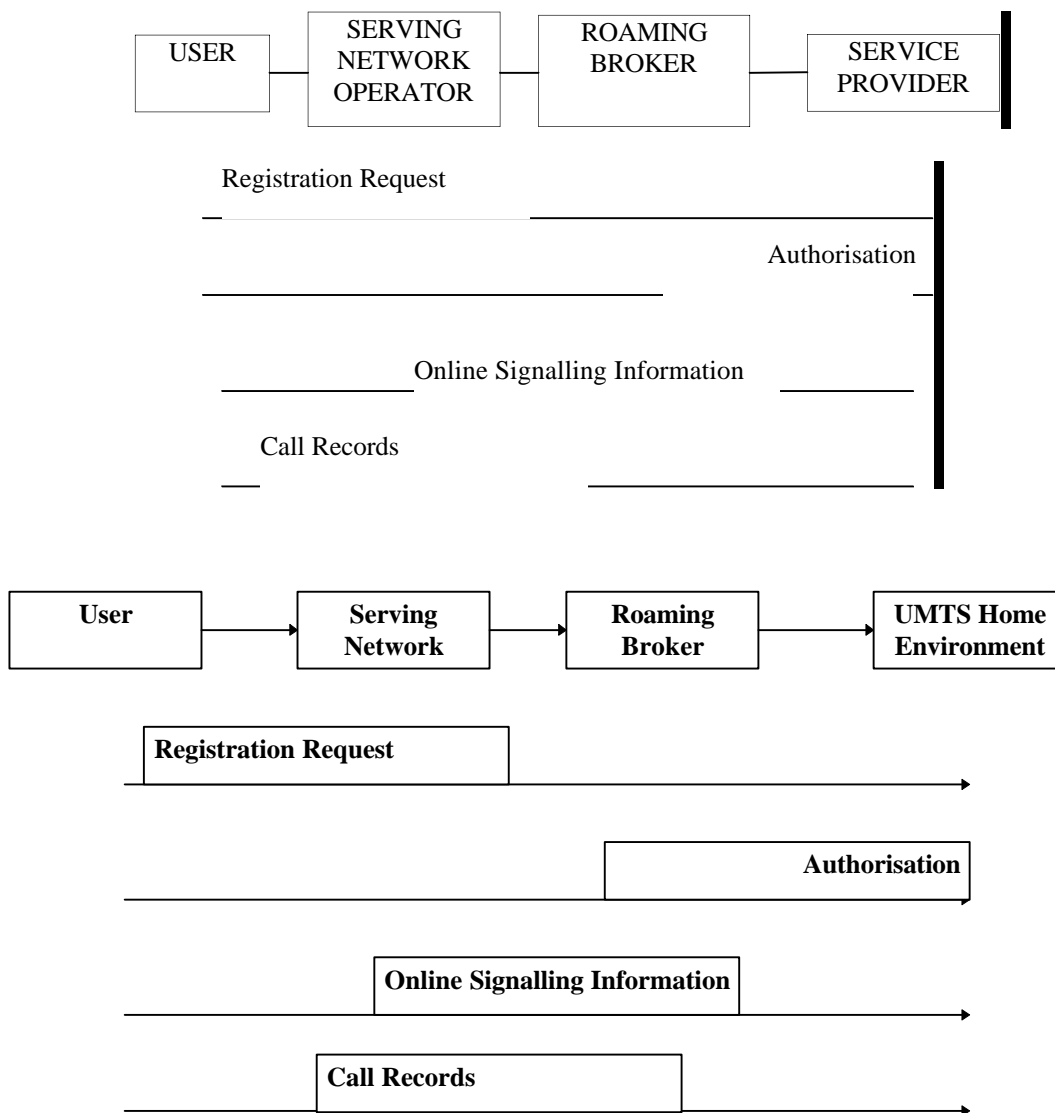 USER
SERVING
NETWORK
OPERATOR
ROAMING
BROKER
SERVICE
PROVIDER
Registration Request
Authorisation
Online Signalling Information
Call Records
User
Serving
Network
Roaming
Broker
UMTS Home
Environment
Registration Request
Authorisation
Online Signalling Information
Call Records